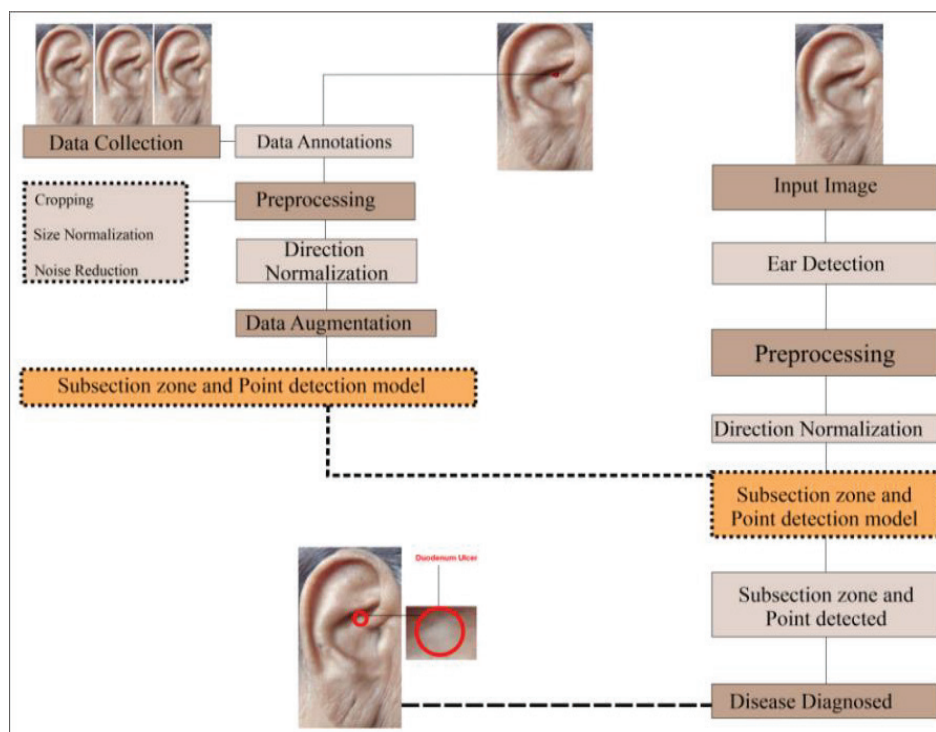 Data Collection
Data Annotations
Cropping
Size Normalization
Noise Reduction
Preprocessing
Direction
Normalization
Data Augmentation
Subsection zone and Point detection model
Input Image
Ear Detection
Preprocessing
Direction Normalization
Subsection zone and
Point detection model
Subsection zone and
Point detected
Disease Diagnosed
Duodenum Ulcer